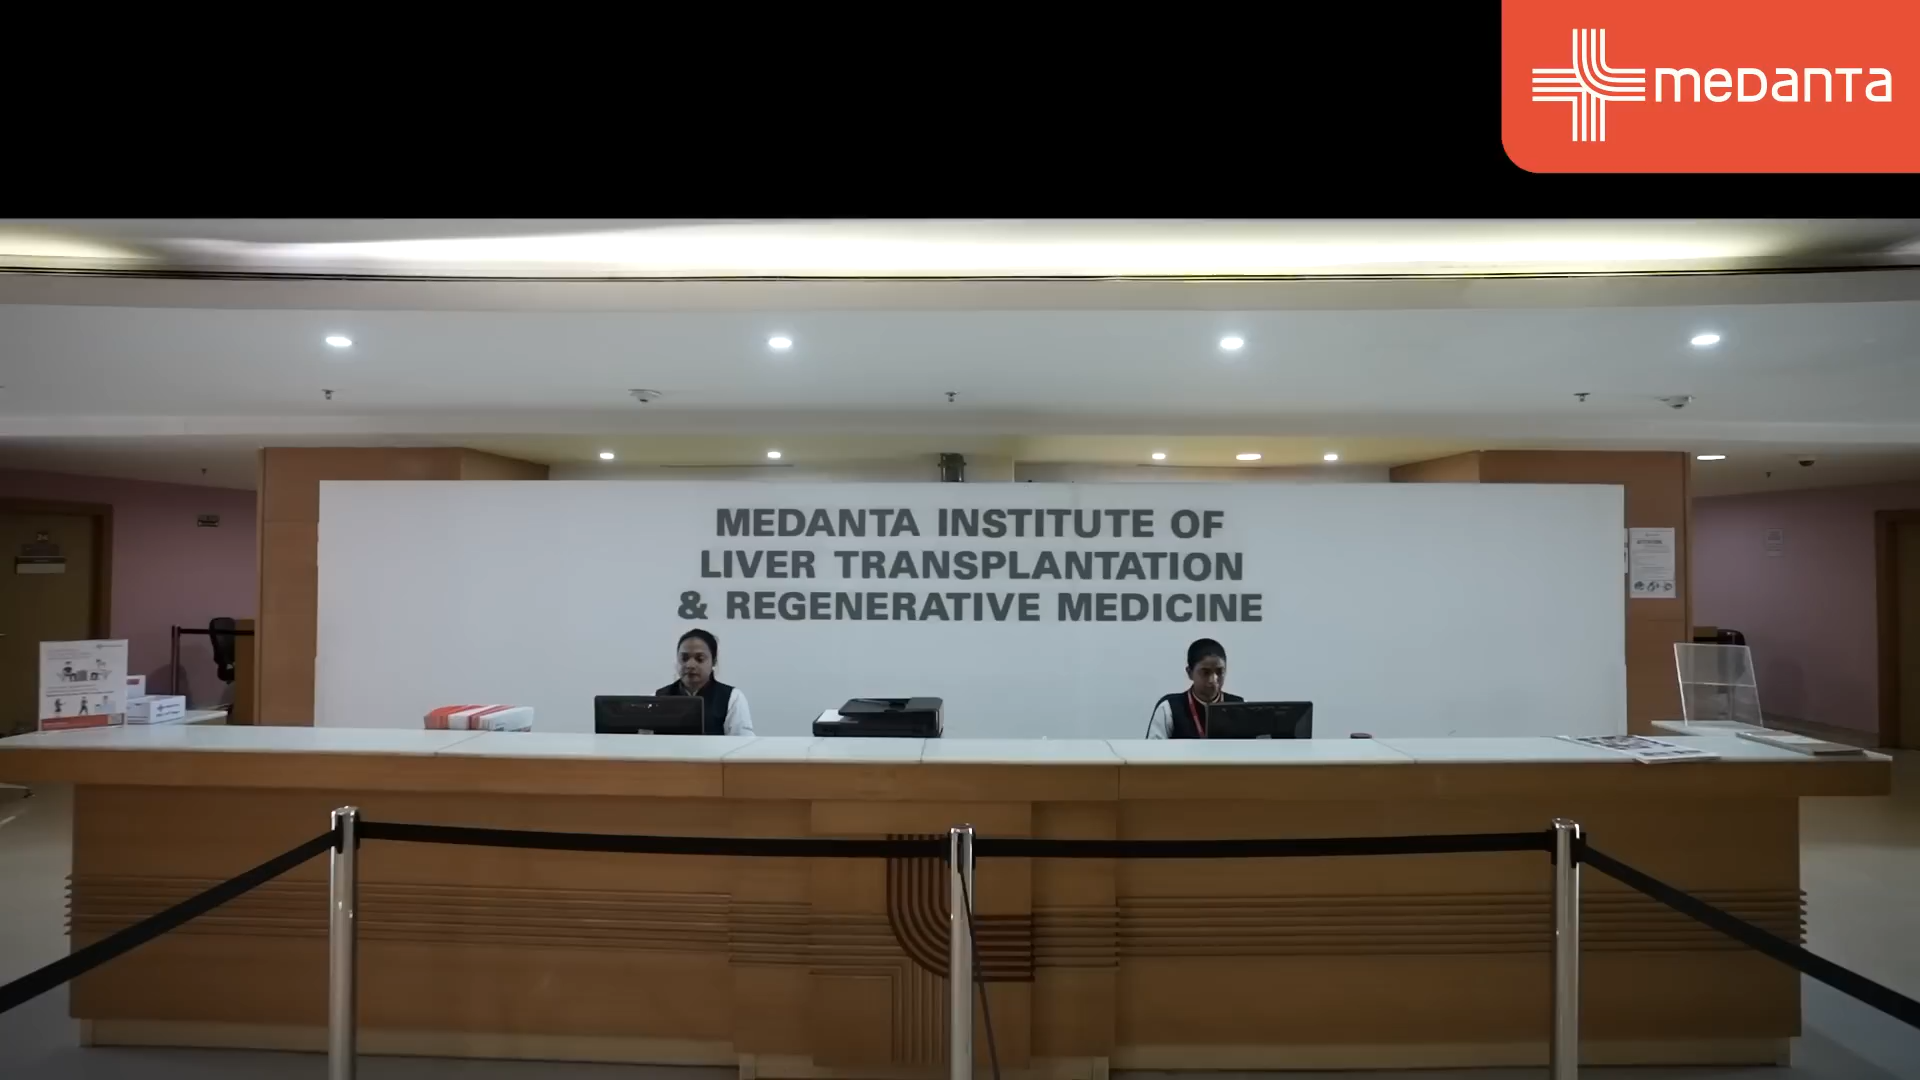 meDanTa
MEDANTA INSTITUTE OF
LIVER TRANSPLANTATION
& REGENERATIVE MEDICINE